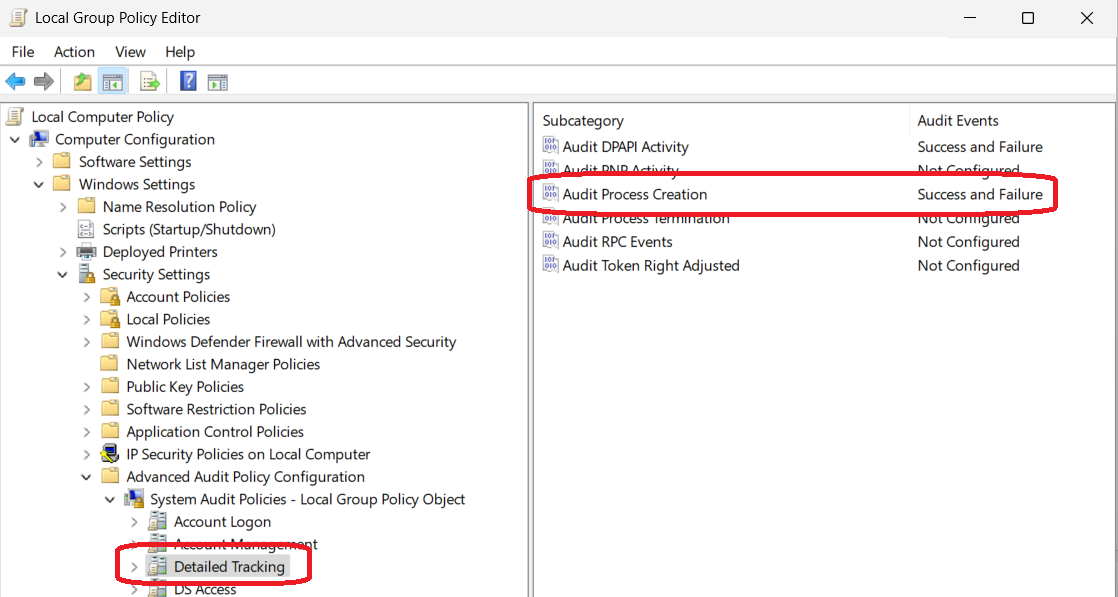 Local Group Policy Editor
File Action View Help
Local Computer Policy
Computer Configuration
Software Settings
Windows Settings
Name Resolution Policy
Scripts (Startup/Shutdown)
Deployed Printers
Security Settings
Account Policies
Local Policies
Windows Defender Firewall with Advanced Security
Network List Manager Policies
Public Key Policies
Software Restriction Policies
Application Control Policies
IP Security Policies on Local Computer
Advanced Audit Policy Configuration
System Audit Policies - Local Group Policy Object
Account Logon
Account Management
Detailed Tracking
DS Access
Subcategory Audit Events
Audit DPAPI Activity Success and Failure
Audit PNP Activity Not Configured
Audit Process Creation Success and Failure
Audit Process Termination Not Configured
Audit RPC Events Not Configured
Audit Token Right Adjusted Not Configured